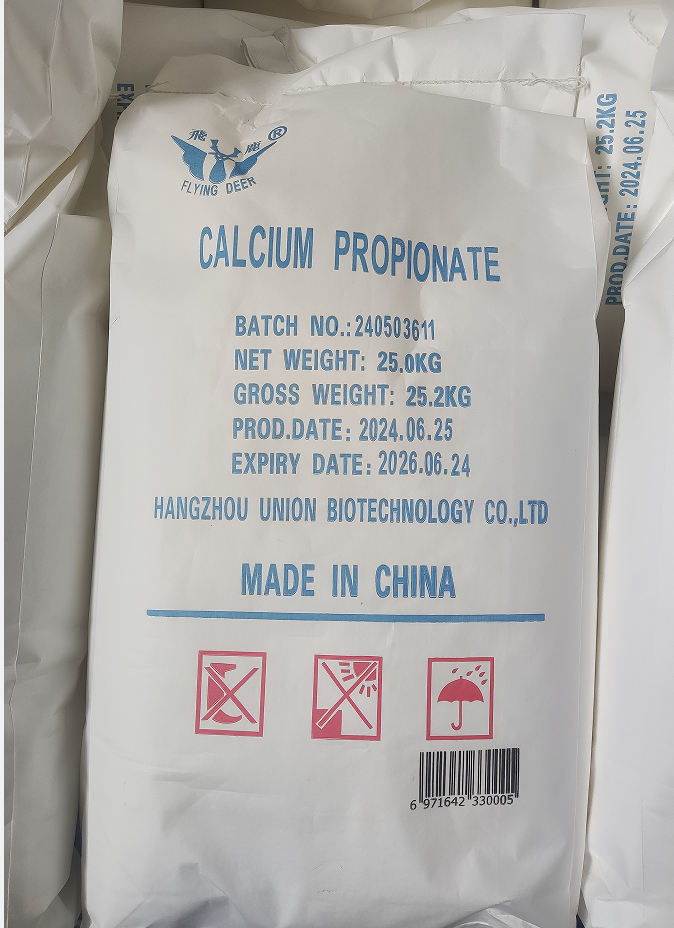 飛鹿®
FLYING DEER
CALCIUM PROPIONATE
BATCH NO.:240503611
NET WEIGHT: 25.0KG
GROSS WEIGHT: 25.2KG
PROD.DATE: 2024.06.25
EXPIRY DATE: 2026.06.24
HANGZHOU UNION BIOTECHNOLOGY CO.,LTD
MADE IN CHINA
6 971642 330005
25.2KG
PROD.DATE: 2024.06.25